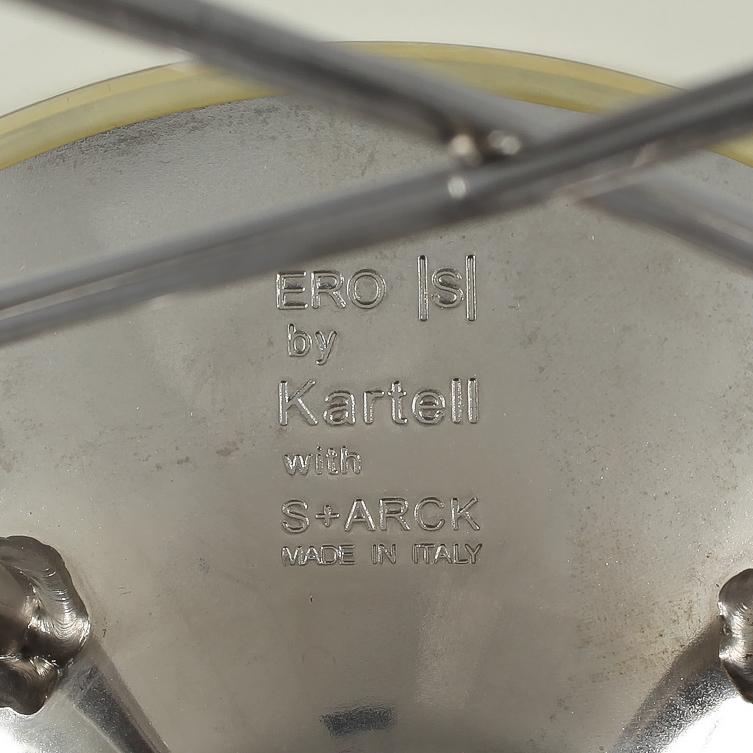 ERO |S|
by
Kartell
with
S+ARCK
MADE IN ITALY